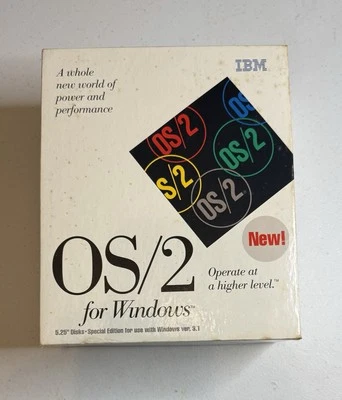 A whole
new world of
power and
performance
IBM
OS/2
OS/2
OS/2
OS/2
OS/2
New!
OS/2
for Windows™
Operate at
a higher level.™
5.25" Disks-Special Edition for use with Windows ver. 3.1